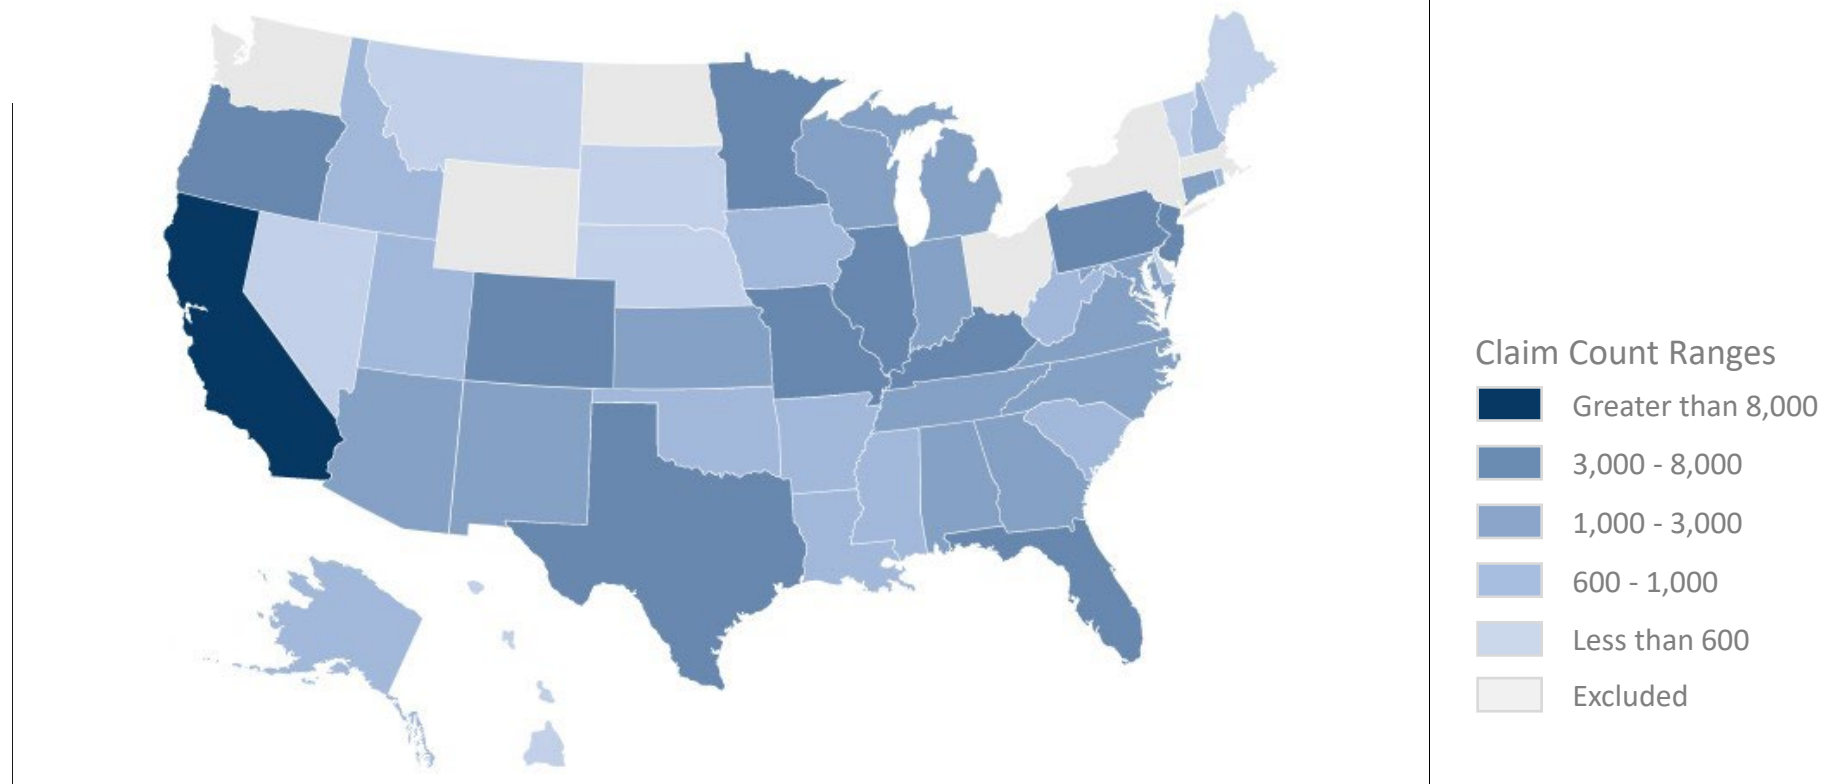 Claim Count Ranges
Greater than 8,000
3,000 - 8,000
1,000 - 3,000
600 - 1,000
Less than 600
Excluded